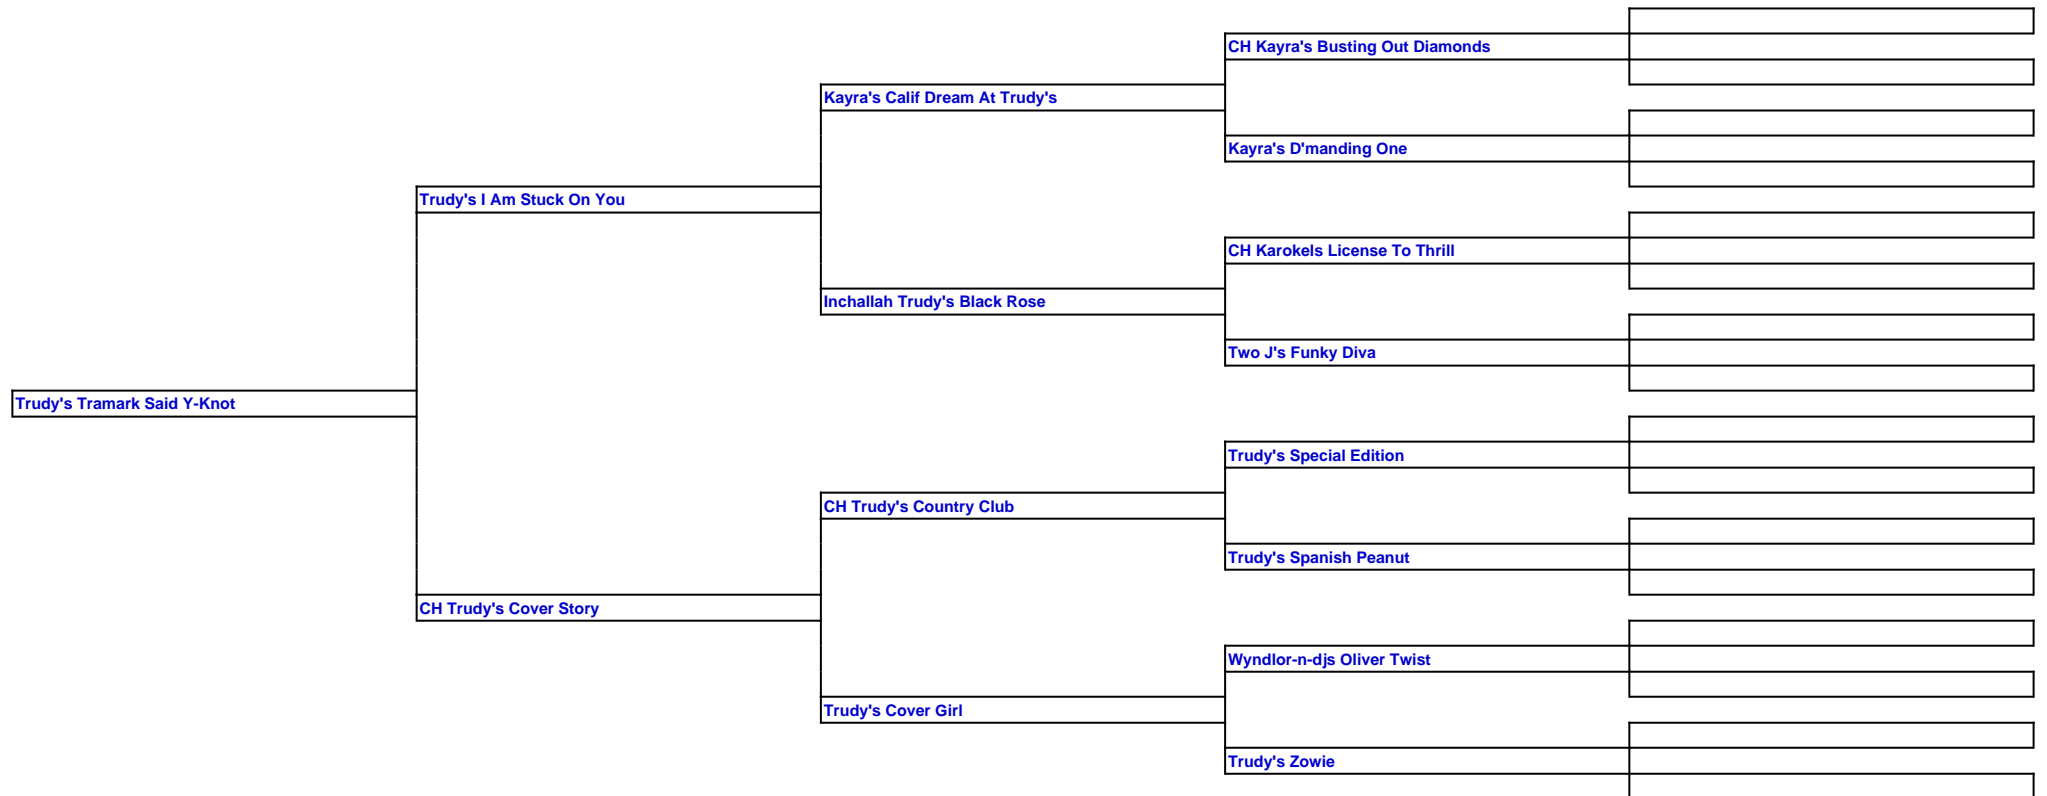 CH Kayra's Busting Out Diamonds
Kayra's Calif Dream At Trudy's
Kayra's D'manding One
Trudy's I Am Stuck On You
CH Karokels License To Thrill
Inchallah Trudy's Black Rose
Two J's Funky Diva
Trudy's Tramark Said Y-Knot
Trudy's Special Edition
CH Trudy's Country Club
Trudy's Spanish Peanut
CH Trudy's Cover Story
Wyndlor-n-djs Oliver Twist
Trudy's Cover Girl
Trudy's Zowie